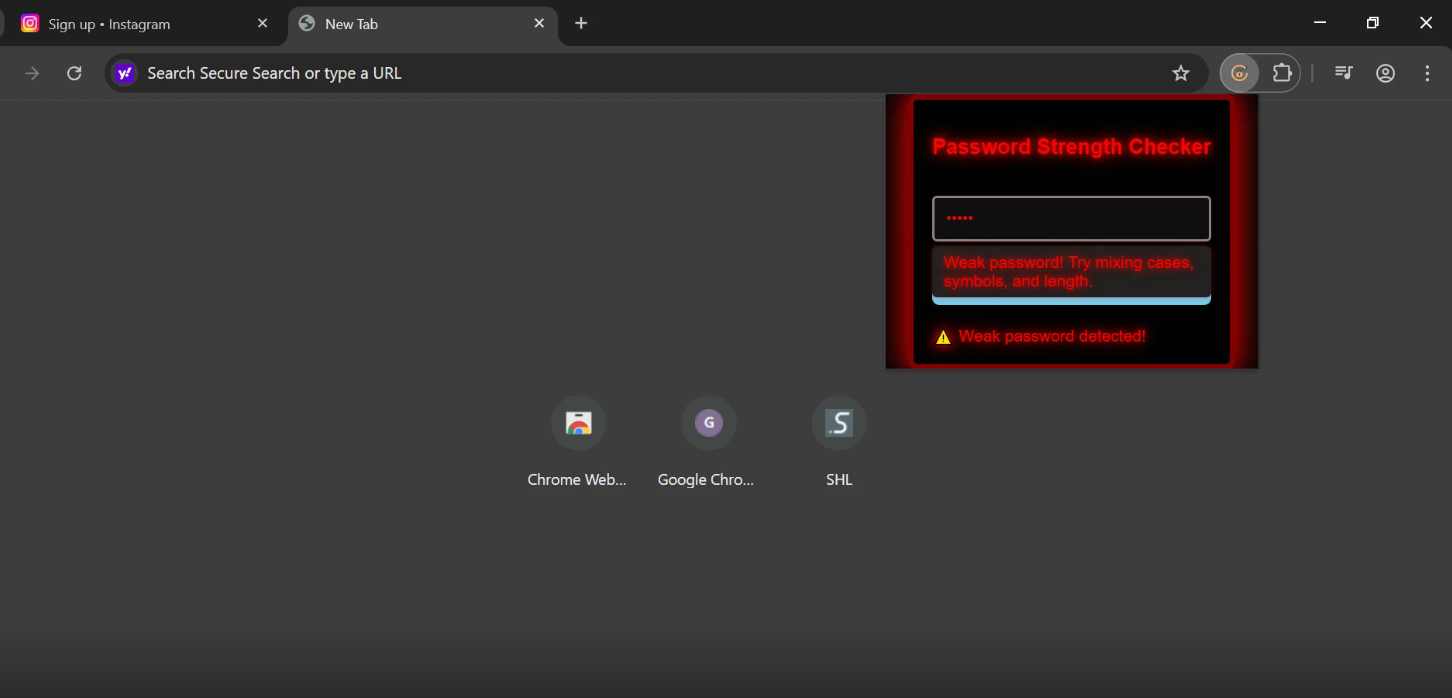 Sign up • Instagram
New Tab
y!
Search Secure Search or type a URL
Password Strength Checker
•••••
Weak password! Try mixing cases,
symbols, and length.
Weak password detected!
G
S
Chrome Web...
Google Chro...
SHL